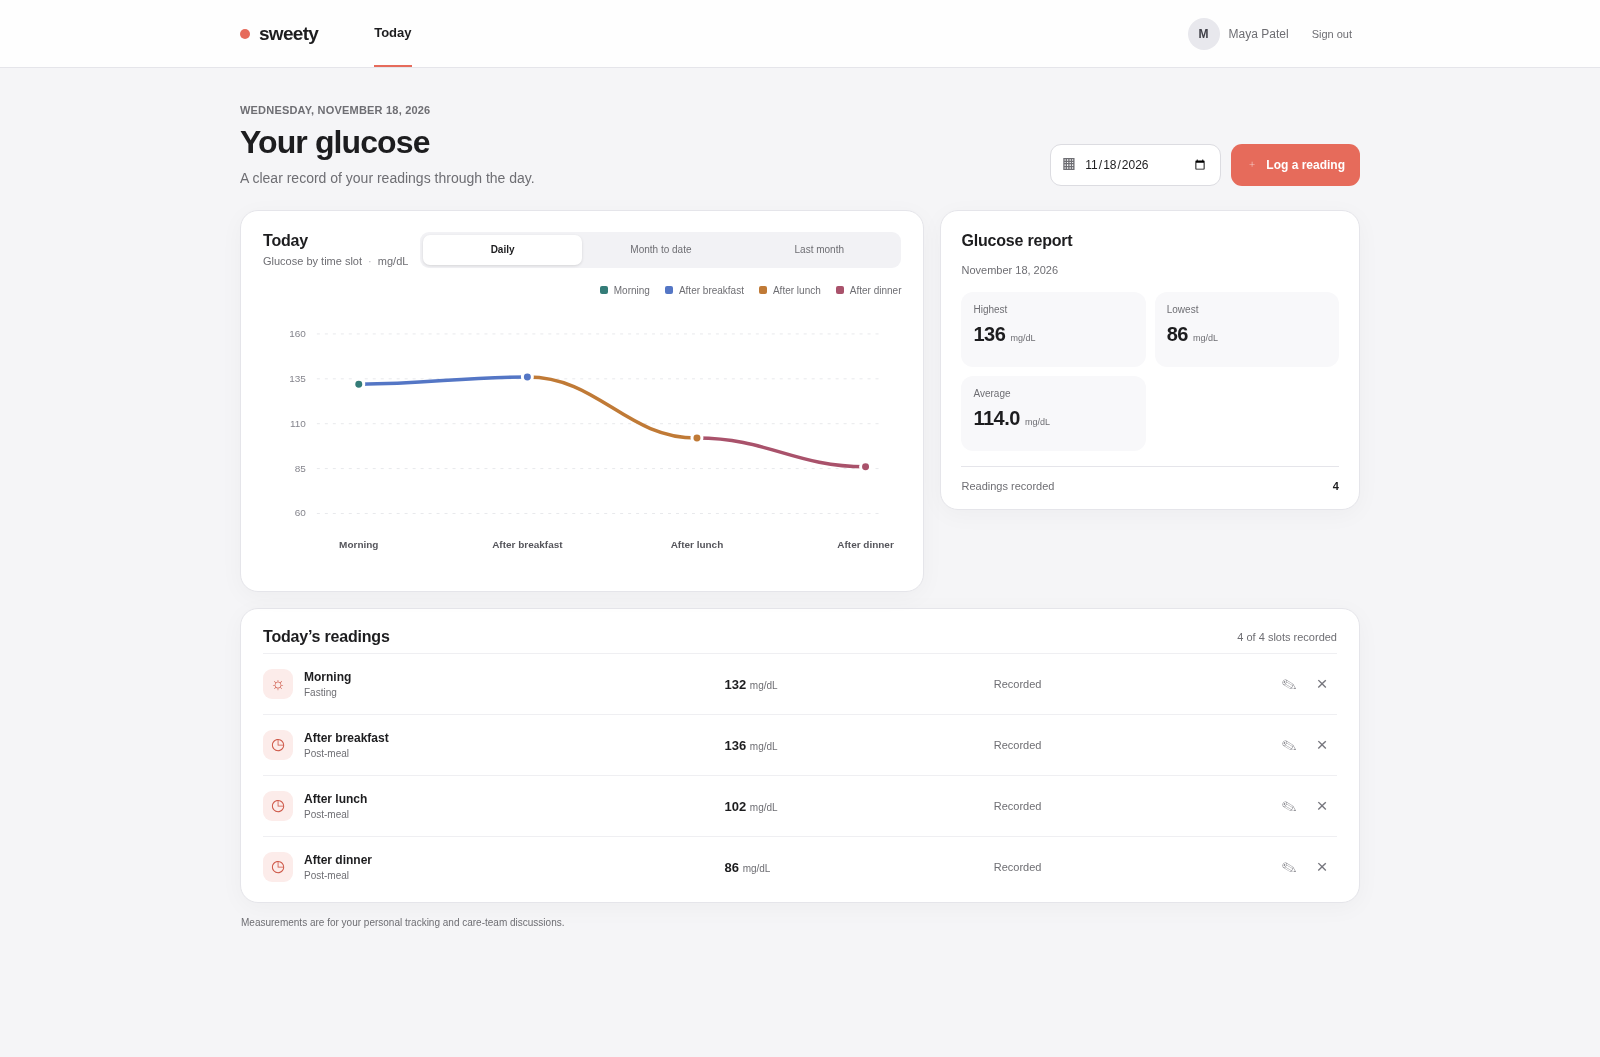 sweety
Today
M
Maya Patel
Sign out
WEDNESDAY, NOVEMBER 18, 2026
Your glucose
A clear record of your readings through the day.
11/18/2026
+ Log a reading
Today
Glucose by time slot · mg/dL
Daily
Month to date
Last month
Morning
After breakfast
After lunch
After dinner
160
135
110
85
60
Morning
After breakfast
After lunch
After dinner
Glucose report
November 18, 2026
Highest
136 mg/dL
Lowest
86 mg/dL
Average
114.0 mg/dL
Readings recorded
4
Today’s readings
4 of 4 slots recorded
Morning
Fasting
132 mg/dL
Recorded
After breakfast
Post-meal
136 mg/dL
Recorded
After lunch
Post-meal
102 mg/dL
Recorded
After dinner
Post-meal
86 mg/dL
Recorded
Measurements are for your personal tracking and care-team discussions.